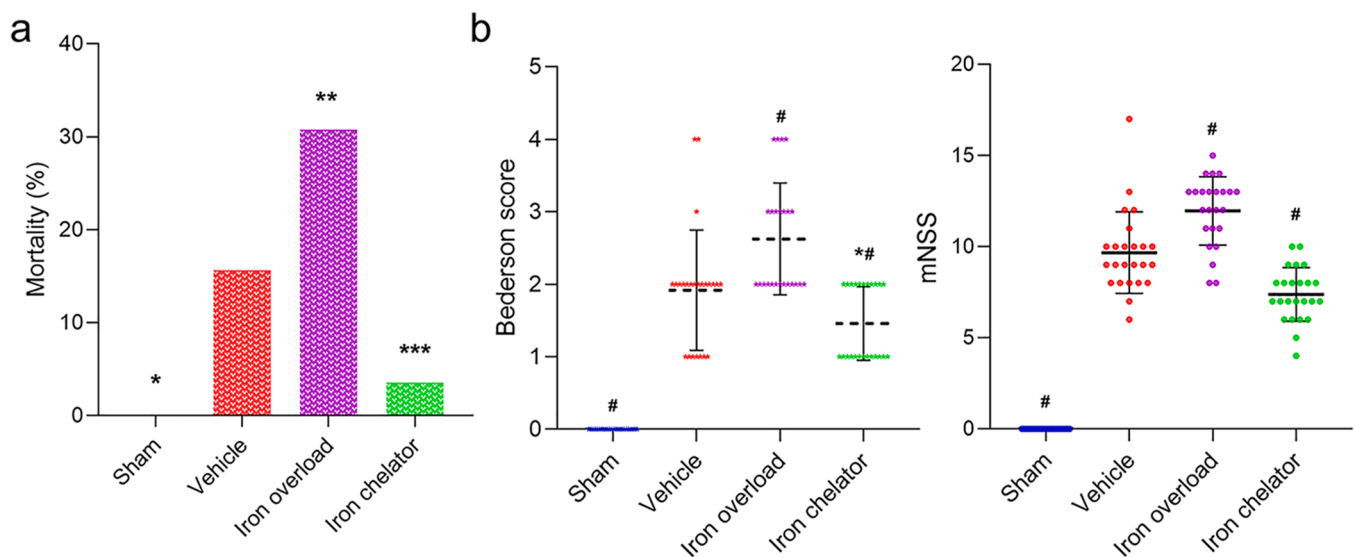 a
Mortality (%)
40
30
20
10
0
*
**
***
Sham
Vehicle
Iron overload
Iron chelator
b
Bederson score
5
4
3
2
1
0
#
#
*#
Sham
Vehicle
Iron overload
Iron chelator
mNSS
20
15
10
5
0
#
#
#
Sham
Vehicle
Iron overload
Iron chelator